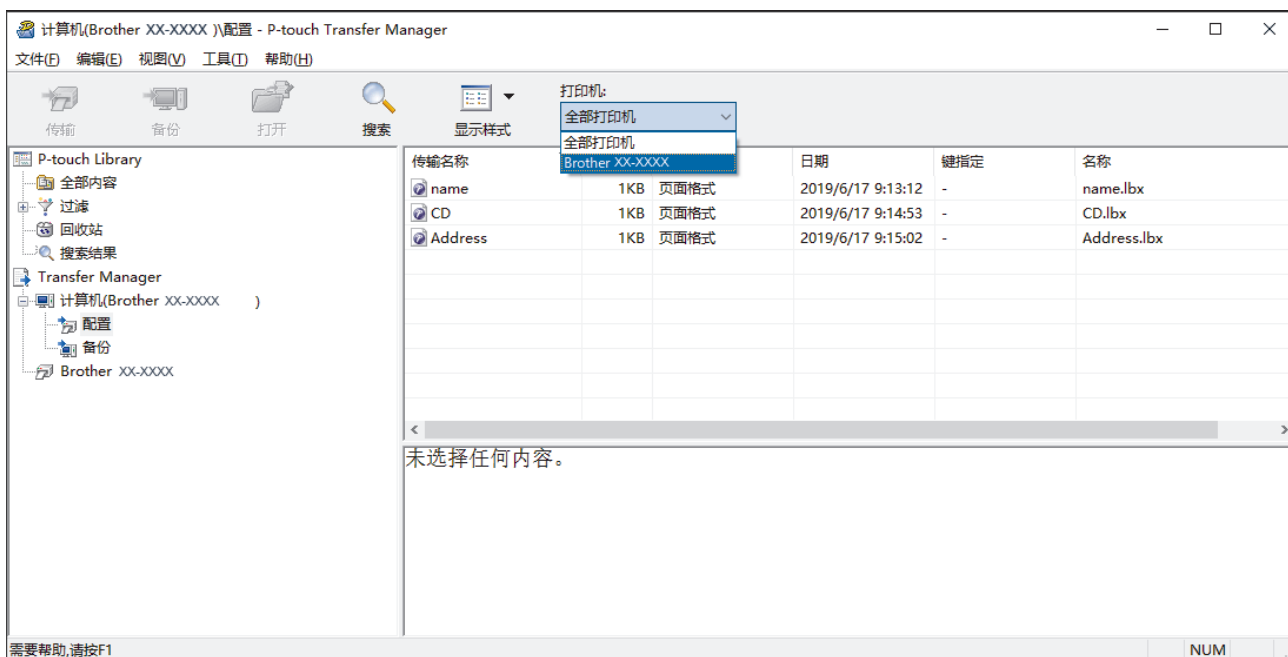 计算机(Brother XX-XXXX )\配置 - P-touch Transfer Manager
文件(F) 编辑(E) 视图(V) 工具(T) 帮助(H)
传输 备份 打开 搜索 显示样式
打印机:
全部打印机
全部打印机
Brother XX-XXXX
P-touch Library
全部内容
过滤
回收站
搜索结果
Transfer Manager
计算机(Brother XX-XXXX )
配置
备份
Brother XX-XXXX
传输名称 日期 键指定 名称
name 1KB 页面格式 2019/6/17 9:13:12 - name.lbx
CD 1KB 页面格式 2019/6/17 9:14:53 - CD.lbx
Address 1KB 页面格式 2019/6/17 9:15:02 - Address.lbx
未选择任何内容。
需要帮助,请按F1 NUM